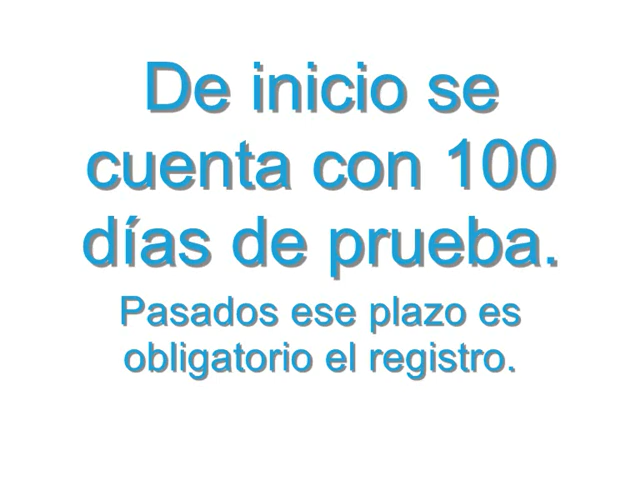 De inicio se
cuenta con 100
días de prueba.
Pasados ese plazo es
obligatorio el registro.